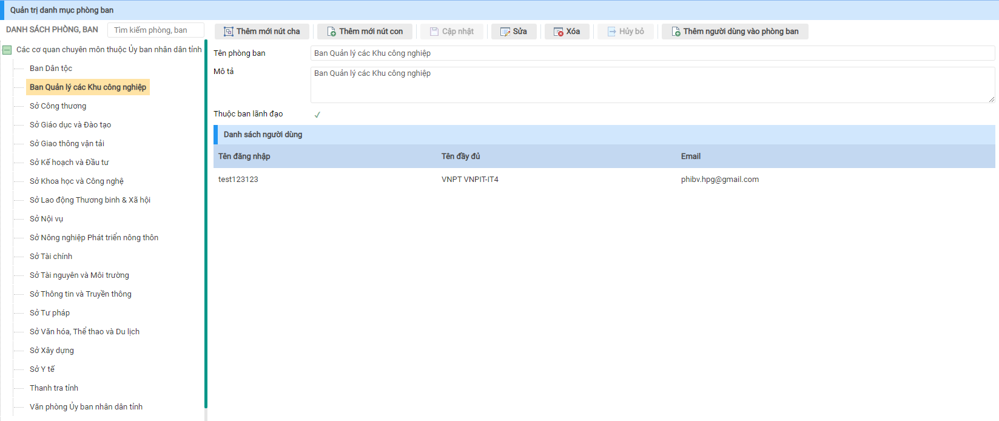 Quản trị danh mục phòng ban
DANH SÁCH PHÒNG, BAN
Tìm kiếm phòng, ban
Các cơ quan chuyên môn thuộc Ủy ban nhân dân tỉnh
Ban Dân tộc
Ban Quản lý các Khu công nghiệp
Sở Công thương
Sở Giáo dục và Đào tạo
Sở Giao thông vận tải
Sở Kế hoạch và Đầu tư
Sở Khoa học và Công nghệ
Sở Lao động Thương binh & Xã hội
Sở Nội vụ
Sở Nông nghiệp Phát triển nông thôn
Sở Tài chính
Sở Tài nguyên và Môi trường
Sở Thông tin và Truyền thông
Sở Tư pháp
Sở Văn hóa, Thể thao và Du lịch
Sở Xây dựng
Sở Y tế
Thanh tra tỉnh
Văn phòng Ủy ban nhân dân tỉnh
Thêm mới nút cha
Thêm mới nút con
Cập nhật
Sửa
Xóa
Hủy bỏ
Thêm người dùng vào phòng ban
Tên phòng ban
Ban Quản lý các Khu công nghiệp
Mô tả
Ban Quản lý các Khu công nghiệp
Thuộc ban lãnh đạo
Danh sách người dùng
Tên đăng nhập Tên đầy đủ Email
test123123 VNPT VNPIT-IT4 phibv.hpg@gmail.com